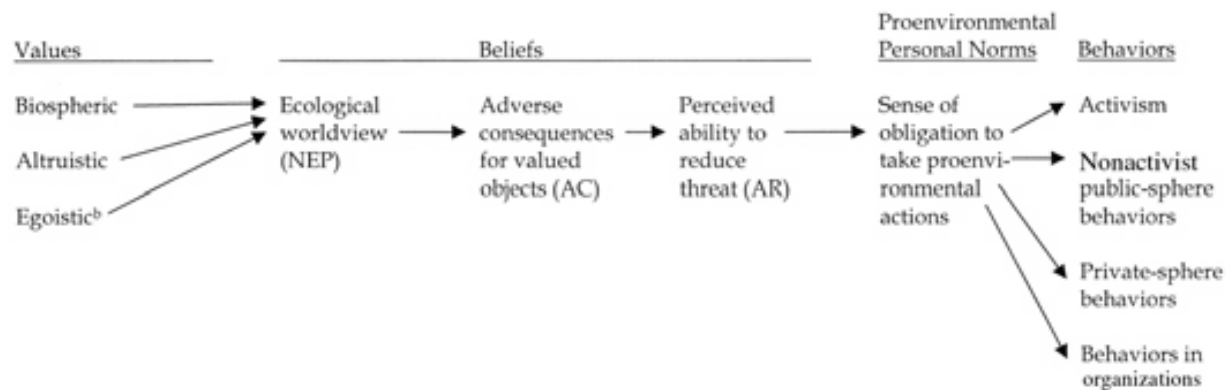 Values
Beliefs
Proenvironmental
Personal Norms
Behaviors
Biospheric
Altruistic
Egoisticᵇ
Ecological
worldview
(NEP)
Adverse
consequences
for valued
objects (AC)
Perceived
ability to
reduce
threat (AR)
Sense of
obligation to
take proenvi-
ronmental
actions
Activism
Nonactivist
public-sphere
behaviors
Private-sphere
behaviors
Behaviors in
organizations